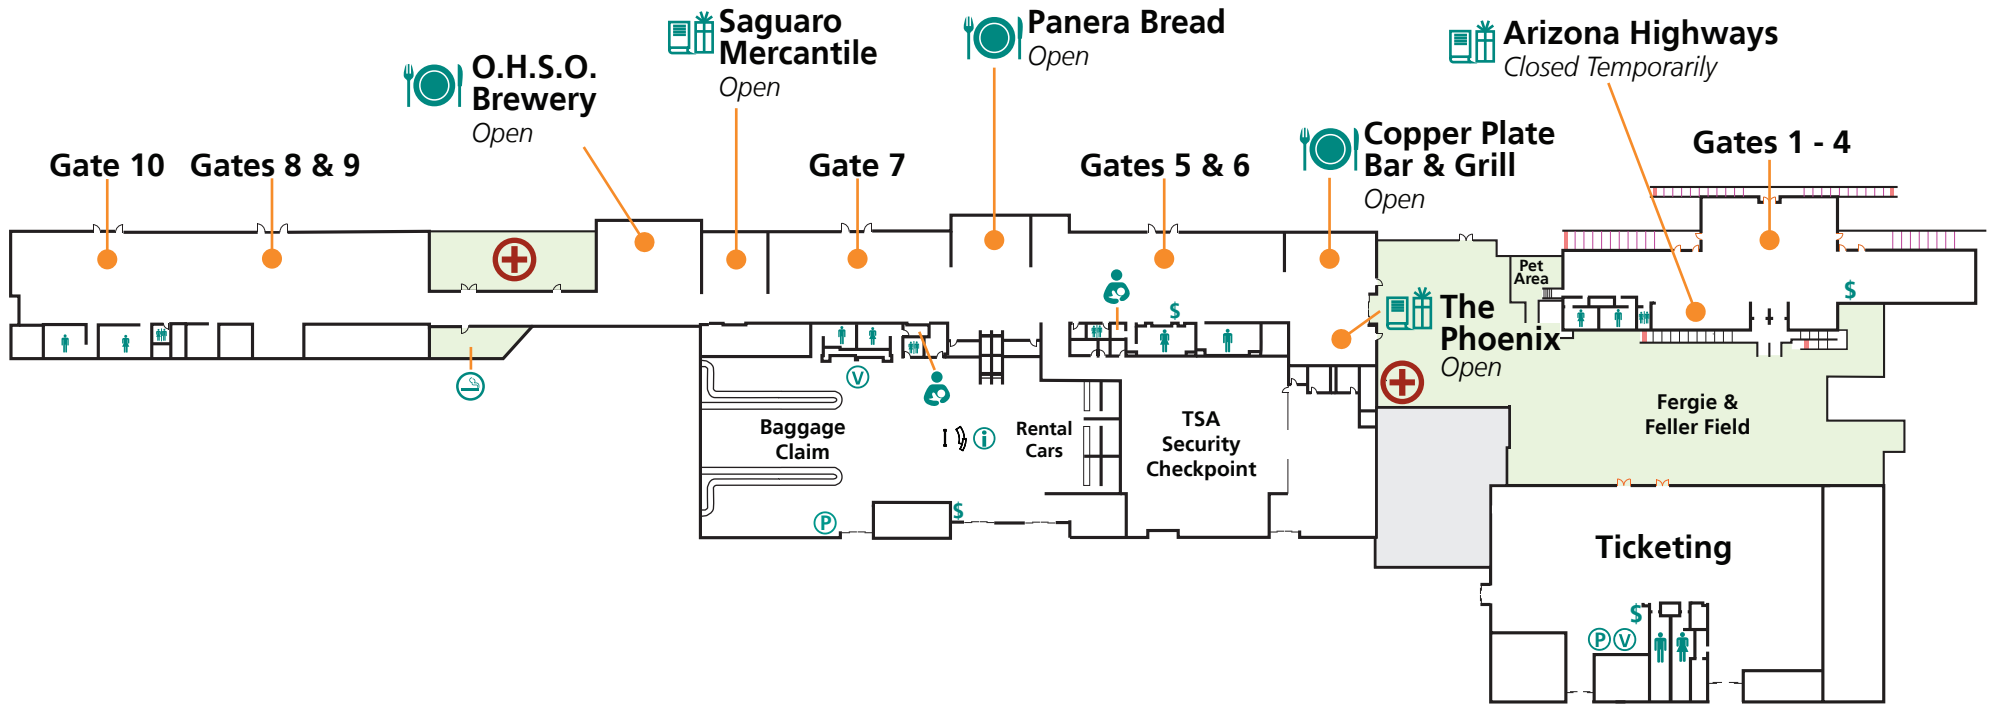 Saguaro
Mercantile
Open
Panera Bread
Open
Arizona Highways
Closed Temporarily
O.H.S.O.
Brewery
Open
Copper Plate
Bar & Grill
Open
Gates 1 - 4
Gate 10
Gates 8 & 9
Gate 7
Gates 5 & 6
Pet
Area
$
$
The
Phoenix
Open
V
i
Baggage
Claim
Rental
Cars
TSA
Security
Checkpoint
Fergie &
Feller Field
P
$
Ticketing
$
P V